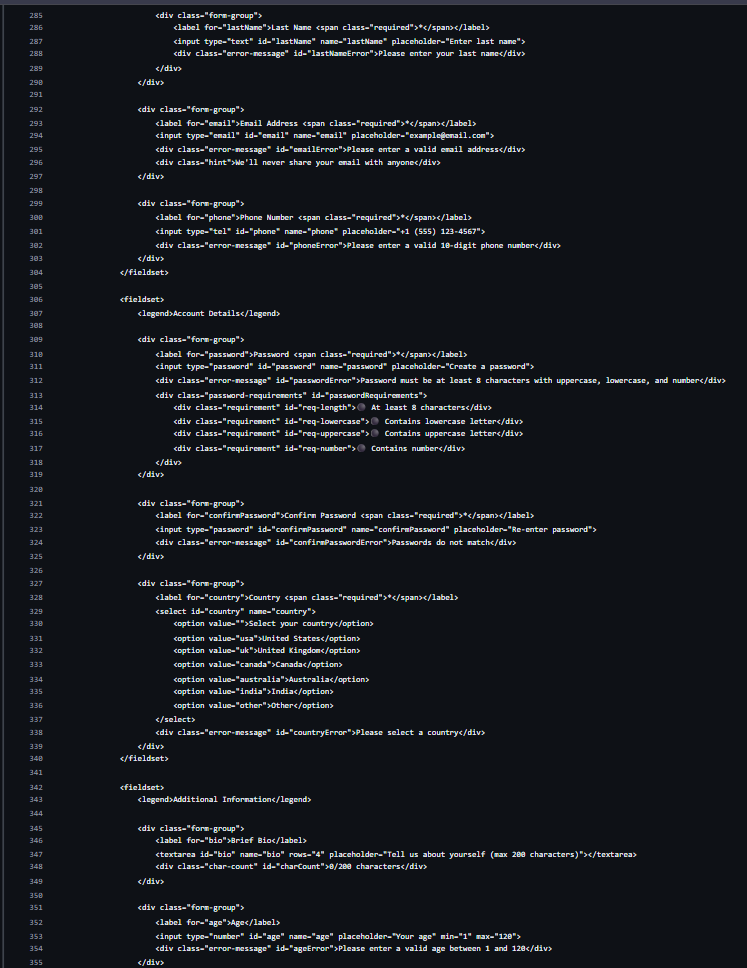 285 <div class="form-group">
286 <label for="lastName">Last Name <span class="required">*</span></label>
287 <input type="text" id="lastName" name="lastName" placeholder="Enter last name">
288 <div class="error-message" id="lastNameError">Please enter your last name</div>
289 </div>
290 </div>
291
292 <div class="form-group">
293 <label for="email">Email Address <span class="required">*</span></label>
294 <input type="email" id="email" name="email" placeholder="example@email.com">
295 <div class="error-message" id="emailError">Please enter a valid email address</div>
296 <div class="hint">We'll never share your email with anyone</div>
297 </div>
298
299 <div class="form-group">
300 <label for="phone">Phone Number <span class="required">*</span></label>
301 <input type="tel" id="phone" name="phone" placeholder="+1 (555) 123-4567">
302 <div class="error-message" id="phoneError">Please enter a valid 10-digit phone number</div>
303 </div>
304 </fieldset>
305
306 <fieldset>
307 <legend>Account Details</legend>
308
309 <div class="form-group">
310 <label for="password">Password <span class="required">*</span></label>
311 <input type="password" id="password" name="password" placeholder="Create a password">
312 <div class="error-message" id="passwordError">Password must be at least 8 characters with uppercase, lowercase, and number</div>
313 <div class="password-requirements" id="passwordRequirements">
314 <div class="requirement" id="req-length">⚫ At least 8 characters</div>
315 <div class="requirement" id="req-lowercase">⚫ Contains lowercase letter</div>
316 <div class="requirement" id="req-uppercase">⚫ Contains uppercase letter</div>
317 <div class="requirement" id="req-number">⚫ Contains number</div>
318 </div>
319 </div>
320
321 <div class="form-group">
322 <label for="confirmPassword">Confirm Password <span class="required">*</span></label>
323 <input type="password" id="confirmPassword" name="confirmPassword" placeholder="Re-enter password">
324 <div class="error-message" id="confirmPasswordError">Passwords do not match</div>
325 </div>
326
327 <div class="form-group">
328 <label for="country">Country <span class="required">*</span></label>
329 <select id="country" name="country">
330 <option value="">Select your country</option>
331 <option value="usa">United States</option>
332 <option value="uk">United Kingdom</option>
333 <option value="canada">Canada</option>
334 <option value="australia">Australia</option>
335 <option value="india">India</option>
336 <option value="other">Other</option>
337 </select>
338 <div class="error-message" id="countryError">Please select a country</div>
339 </div>
340 </fieldset>
341
342 <fieldset>
343 <legend>Additional Information</legend>
344
345 <div class="form-group">
346 <label for="bio">Brief Bio</label>
347 <textarea id="bio" name="bio" rows="4" placeholder="Tell us about yourself (max 200 characters)"></textarea>
348 <div class="char-count" id="charCount">0/200 characters</div>
349 </div>
350
351 <div class="form-group">
352 <label for="age">Age</label>
353 <input type="number" id="age" name="age" placeholder="Your age" min="1" max="120">
354 <div class="error-message" id="ageError">Please enter a valid age between 1 and 120</div>
355 </div>